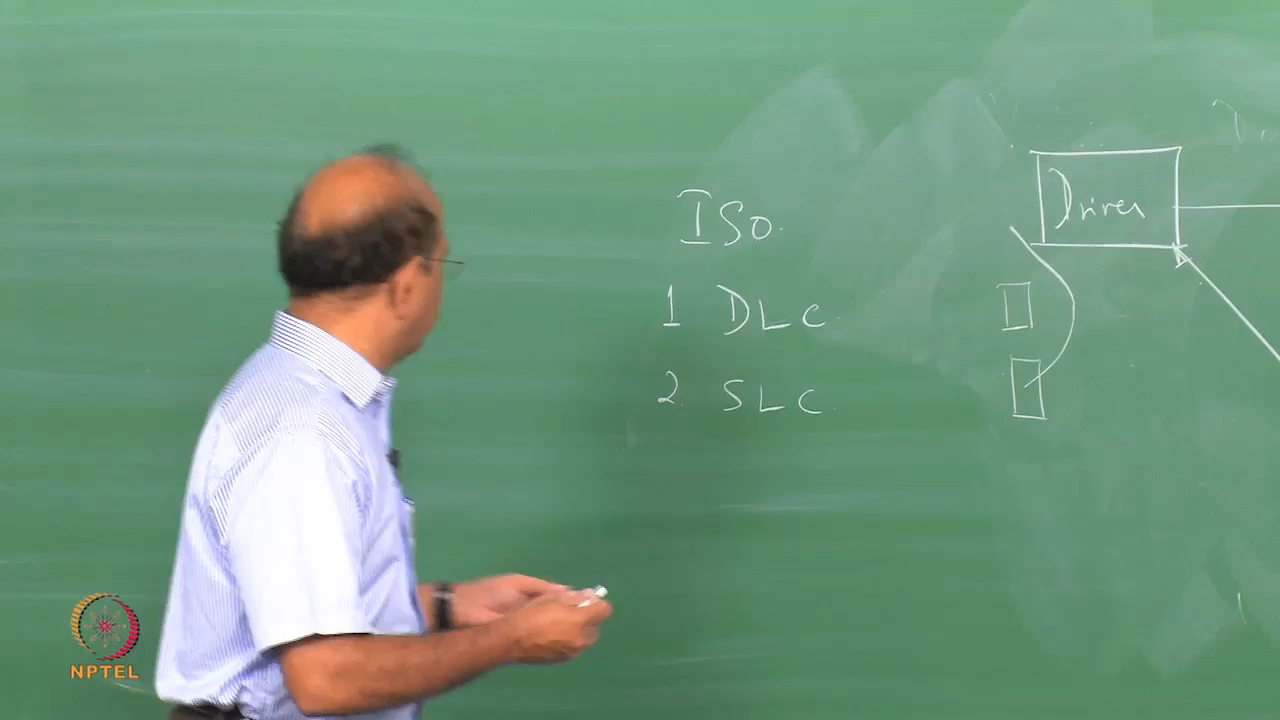 ISO.
Driver
1 DLC.
2. SLC.
NPTEL